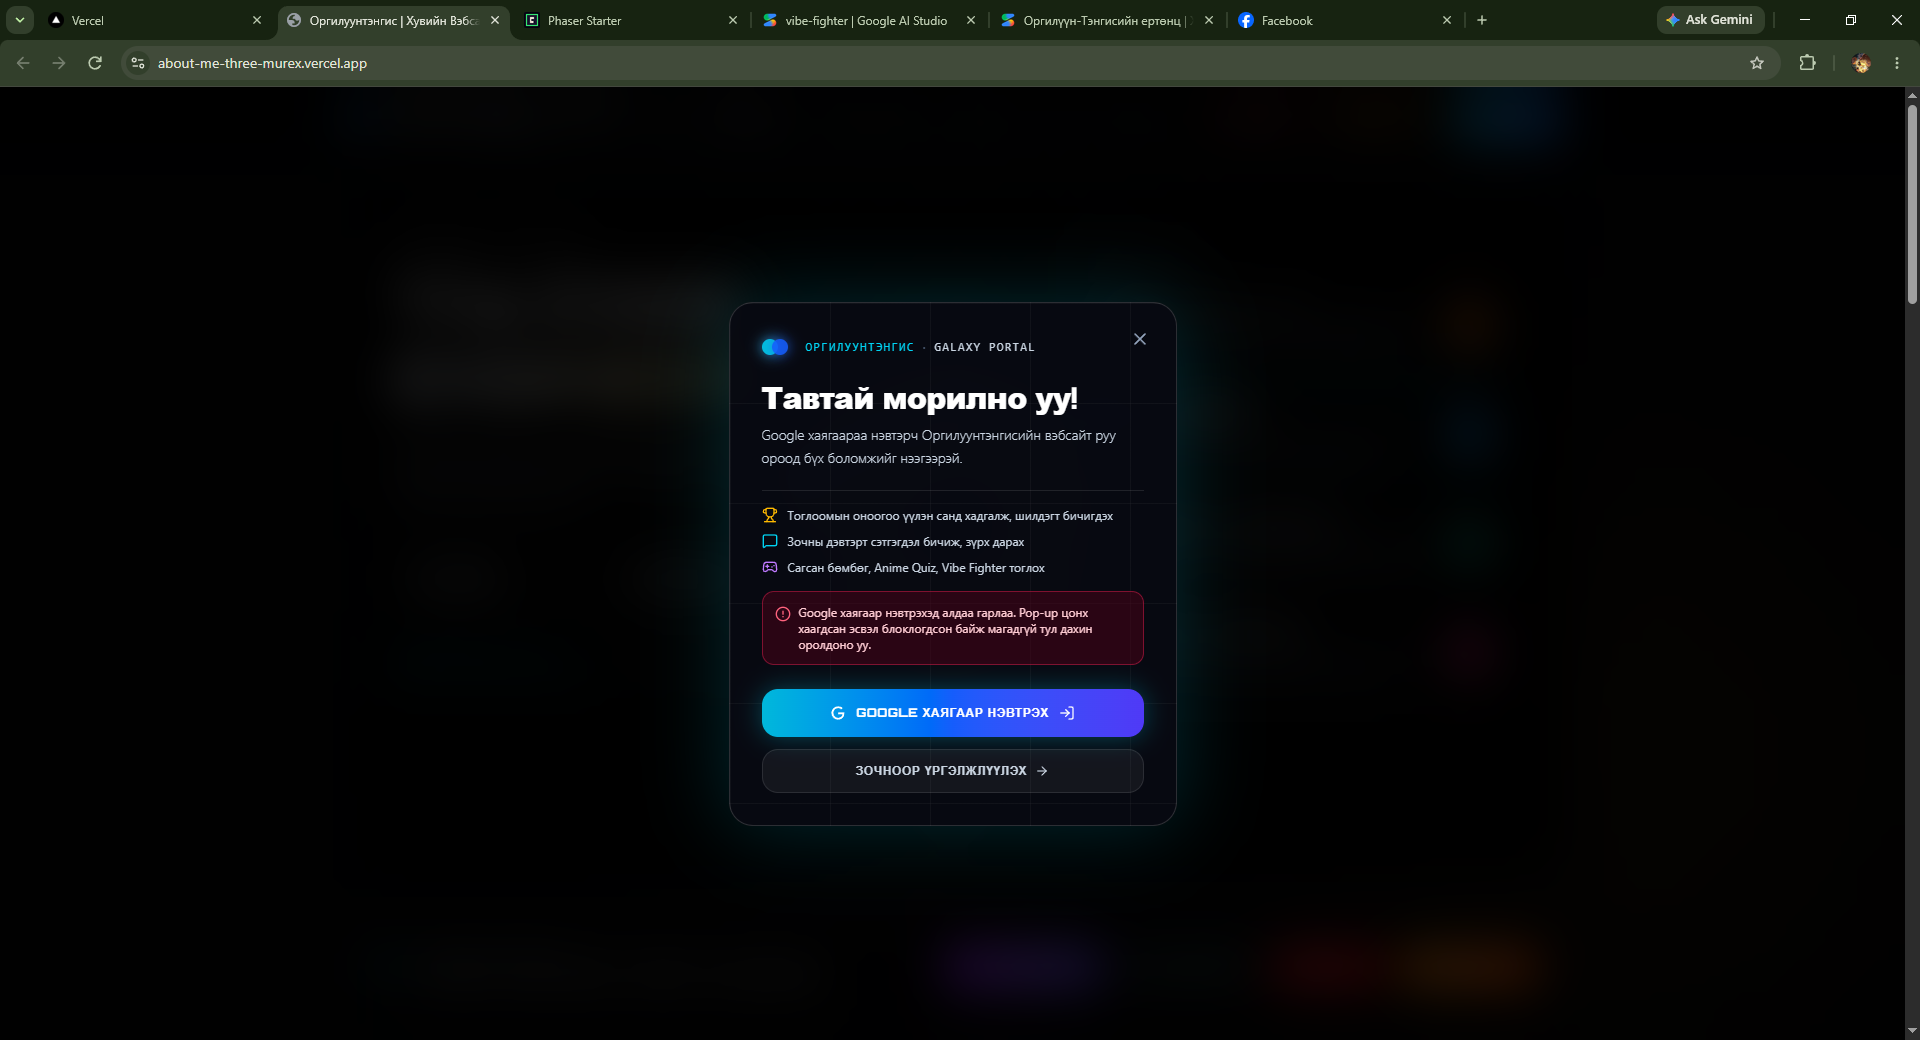 Vercel
Оргилуунтэнгис | Хувийн Вэбса
Phaser Starter
vibe-fighter | Google AI Studio
Оргилүүн-Тэнгисийн ертөнц |
Facebook
Ask Gemini
about-me-three-murex.vercel.app
ОРГИЛУУНТЭНГИС · GALAXY PORTAL
Тавтай морилно уу!
Google хаягаараа нэвтэрч Оргилуунтэнгисийн вэбсайт руу
ороод бүх боломжийг нээгээрэй.
Тоглоомын оноогоо үүлэн санд хадгалж, шилдэгт бичигдэх
Зочны дэвтэрт сэтгэгдэл бичиж, зүрх дарах
Сагсан бөмбөг, Anime Quiz, Vibe Fighter тоглох
Google хаягаар нэвтрэхэд алдаа гарлаа. Pop-up цонх
хаагдсан эсвэл блоклогдсон байж магадгүй тул дахин
оролдоно уу.
GOOGLE ХАЯГААР НЭВТРЭХ
ЗОЧНООР ҮРГЭЛЖЛҮҮЛЭХ